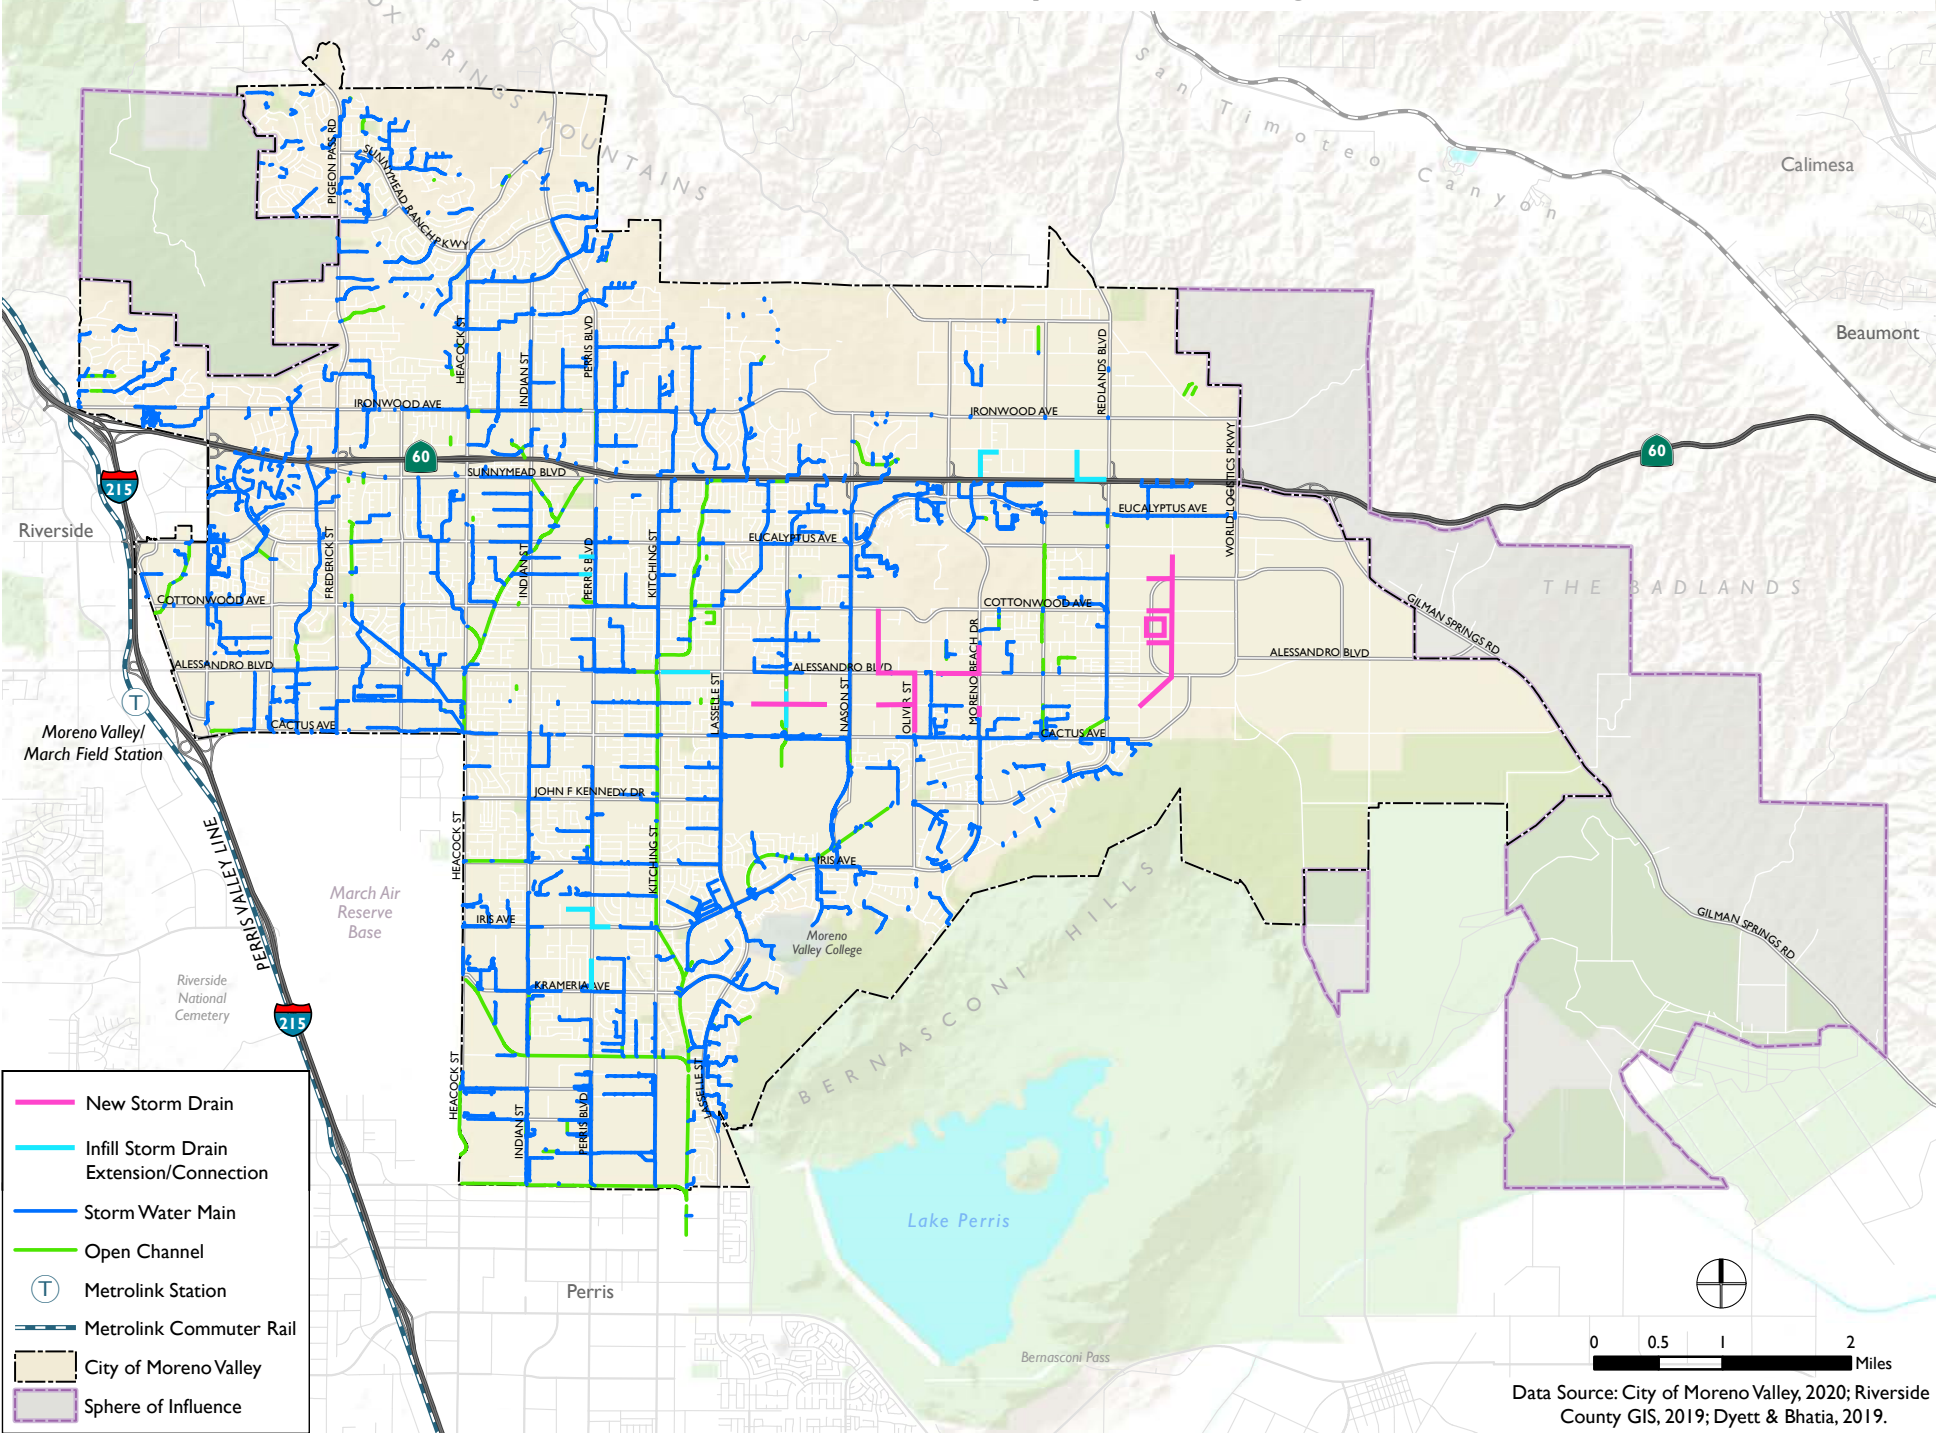 OX SPRINGS MOUNTAINS
San Timoteo Canyon
Calimesa
Beaumont
PIGEON PASS RD
SUNNYMEAD RANCH PKWY
HEACOCK ST
INDIAN ST
PERRIS BLVD
REDLANDS BLVD
IRONWOOD AVE
IRONWOOD AVE
60
60
SUNNYMEAD BLVD
WORLD LOGISTICS PKWY
215
Riverside
EUCALYPTUS AVE
EUCALYPTUS AVE
FREDERICK ST
INDIAN ST
PERRIS BLVD
KITCHING ST
THE BADLANDS
COTTONWOOD AVE
COTTONWOOD AVE
GILMAN SPRINGS RD
MORENO BEACH DR
ALESSANDRO BLVD
ALESSANDRO BLVD
ALESSANDRO BLVD
LASSELLE ST
NASON ST
OLIVER ST
T
Moreno Valley/
March Field Station
CACTUS AVE
CACTUS AVE
JOHN F KENNEDY DR
HEACOCK ST
KITCHING ST
IRIS AVE
PERRIS VALLEY LINE
March Air
Reserve
Base
IRIS AVE
Moreno
Valley College
BERNASCONI HILLS
GILMAN SPRINGS RD
Riverside
National
Cemetery
KRAMERIA AVE
215
HEACOCK ST
INDIAN ST
PERRIS BLVD
LASSELLE ST
Lake Perris
Perris
Bernasconi Pass
New Storm Drain
Infill Storm Drain
Extension/Connection
Storm Water Main
Open Channel
T
Metrolink Station
Metrolink Commuter Rail
City of Moreno Valley
Sphere of Influence
0 0.5 1 2
Miles
Data Source: City of Moreno Valley, 2020; Riverside
County GIS, 2019; Dyett & Bhatia, 2019.